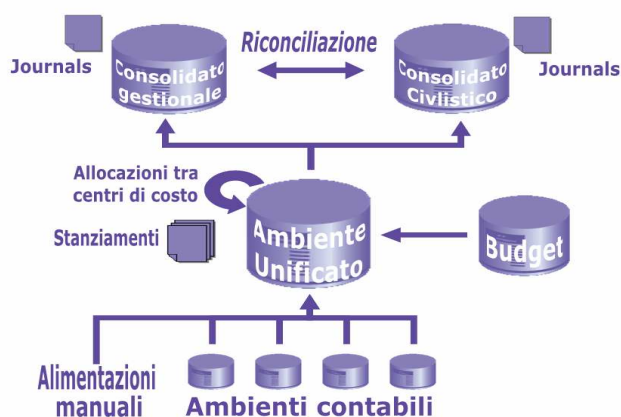 Riconciliazione
Journals
Consolidato
gestionale
Consolidato
Civlistico
Journals
Allocazioni tra
centri di costo
Stanziamenti
Ambiente
Unificato
Budget
Alimentazioni
manuali
Ambienti contabili